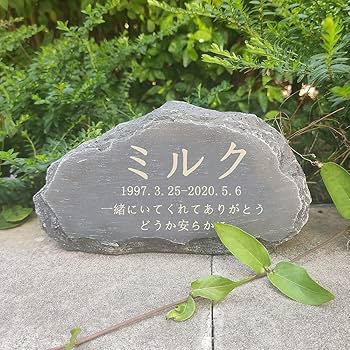 ミルク
1997.3.25-2020.5.6
一緒にいてくれてありがとう
どうか安らか